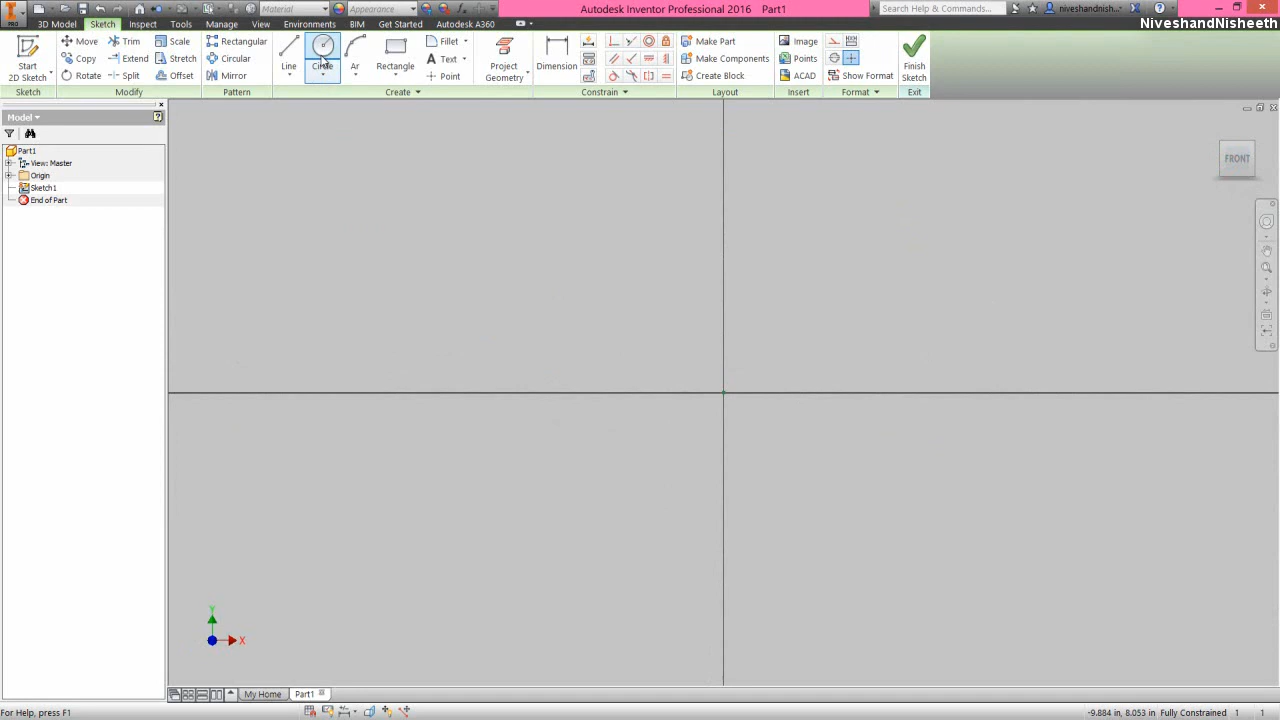 PRO
Material
Appearance
Autodesk Inventor Professional 2016 Part1
Search Help & Commands...
niveshandnish...
NiveshandNisheeth
3D Model Sketch Inspect Tools Manage View Environments BIM Get Started Autodesk A360
Start
2D Sketch
Move Trim Scale
Copy Extend Stretch
Rotate Split Offset
Rectangular
Circular
Mirror
Line Circle Ar Rectangle
Fillet
Text
Point
Project
Geometry
Dimension
Make Part
Make Components
Create Block
Image
Points
ACAD
Show Format
Finish
Sketch
Sketch Modify Pattern Create Constrain Layout Insert Format Exit
Model
Part1
View: Master
Origin
Sketch1
End of Part
FRONT
Y
X
My Home Part1
For Help, press F1
-9.884 in, 8.053 in Fully Constrained 1 1